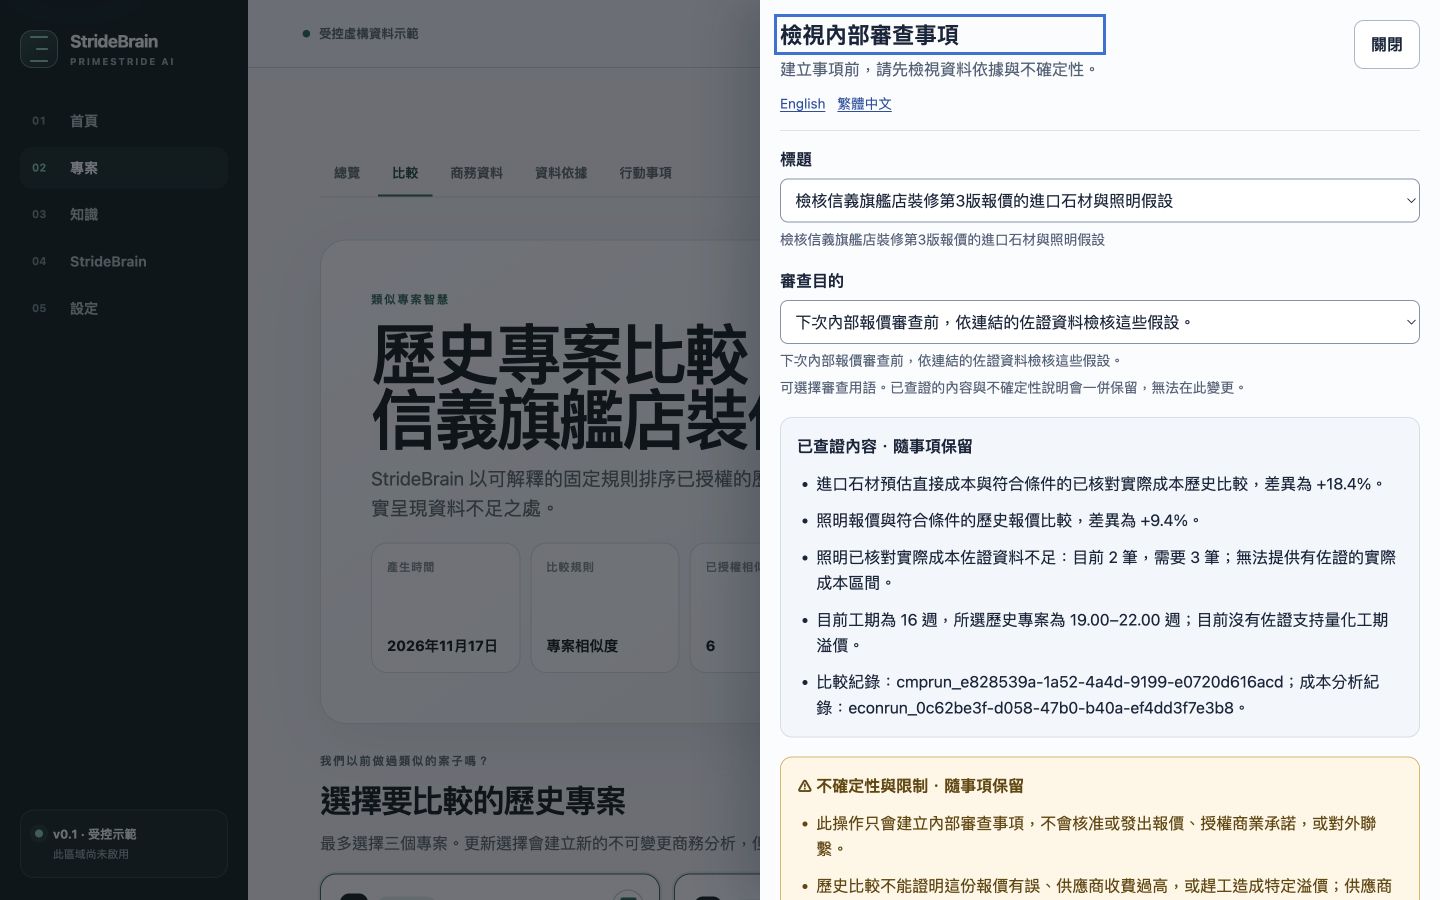 StrideBrain
PRIMESTRIDE AI
01 首頁
02 專案
03 知識
04 StrideBrain
05 設定
v0.1 · 受控示範
此區域尚未啟用
受控虛構資料示範
總覽 比較 商務資料 資料依據 行動事項
類似專案智慧
歷史專案比較
信義旗艦店裝
StrideBrain 以可解釋的固定規則排序已授權的
實呈現資料不足之處。
產生時間
2026年11月17日
比較規則
專案相似度
已授權相
6
我們以前做過類似的案子嗎？
選擇要比較的歷史專案
最多選擇三個專案。更新選擇會建立新的不可變更商務分析，
檢視內部審查事項
關閉
建立事項前，請先檢視資料依據與不確定性。
English 繁體中文
標題
檢核信義旗艦店裝修第3版報價的進口石材與照明假設
檢核信義旗艦店裝修第3版報價的進口石材與照明假設
審查目的
下次內部報價審查前，依連結的佐證資料檢核這些假設。
下次內部報價審查前，依連結的佐證資料檢核這些假設。
可選擇審查用語。已查證的內容與不確定性說明會一併保留，無法在此變更。
已查證內容 · 隨事項保留
• 進口石材預估直接成本與符合條件的已核對實際成本歷史比較，差異為 +18.4%。
• 照明報價與符合條件的歷史報價比較，差異為 +9.4%。
• 照明已核對實際成本佐證資料不足：目前 2 筆，需要 3 筆；無法提供有佐證的實際
成本區間。
• 目前工期為 16 週，所選歷史專案為 19.00–22.00 週；目前沒有佐證支持量化工期
溢價。
• 比較紀錄：cmprun_e828539a-1a52-4a4d-9199-e0720d616acd；成本分析紀
錄：econrun_0c62be3f-d058-47b0-b40a-ef4dd3f7e3b8。
⚠ 不確定性與限制 · 隨事項保留
• 此操作只會建立內部審查事項，不會核准或發出報價、授權商業承諾，或對外聯
繫。
• 歷史比較不能證明這份報價有誤、供應商收費過高，或趕工造成特定溢價；供應商